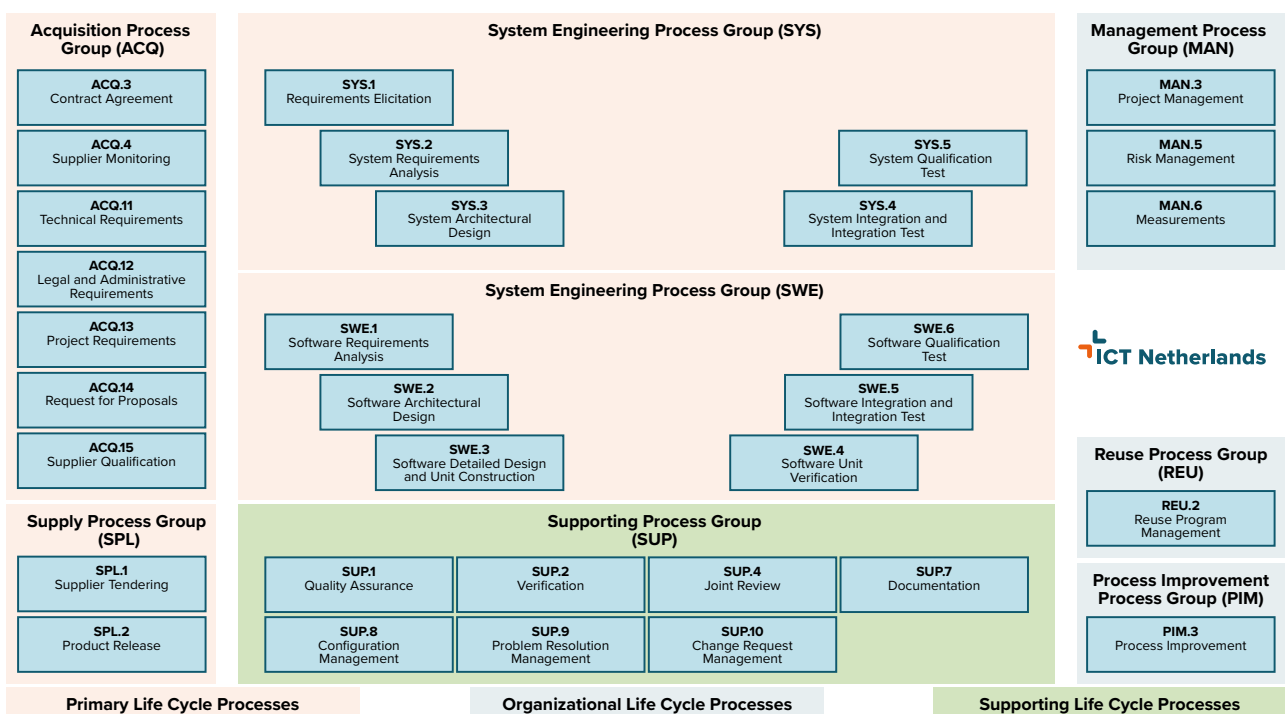 Acquisition Process
Group (ACQ)
ACQ.3
Contract Agreement
ACQ.4
Supplier Monitoring
ACQ.11
Technical Requirements
ACQ.12
Legal and Administrative
Requirements
ACQ.13
Project Requirements
ACQ.14
Request for Proposals
ACQ.15
Supplier Qualification
Supply Process Group
(SPL)
SPL.1
Supplier Tendering
SPL.2
Product Release
System Engineering Process Group (SYS)
SYS.1
Requirements Elicitation
SYS.2
System Requirements
Analysis
SYS.3
System Architectural
Design
SYS.5
System Qualification
Test
SYS.4
System Integration and
Integration Test
System Engineering Process Group (SWE)
SWE.1
Software Requirements
Analysis
SWE.2
Software Architectural
Design
SWE.3
Software Detailed Design
and Unit Construction
SWE.6
Software Qualification
Test
SWE.5
Software Integration and
Integration Test
SWE.4
Software Unit
Verification
Supporting Process Group
(SUP)
SUP.1
Quality Assurance
SUP.2
Verification
SUP.4
Joint Review
SUP.7
Documentation
SUP.8
Configuration
Management
SUP.9
Problem Resolution
Management
SUP.10
Change Request
Management
Management Process
Group (MAN)
MAN.3
Project Management
MAN.5
Risk Management
MAN.6
Measurements
ICT Netherlands
Reuse Process Group
(REU)
REU.2
Reuse Program
Management
Process Improvement
Process Group (PIM)
PIM.3
Process Improvement
Primary Life Cycle Processes
Organizational Life Cycle Processes
Supporting Life Cycle Processes